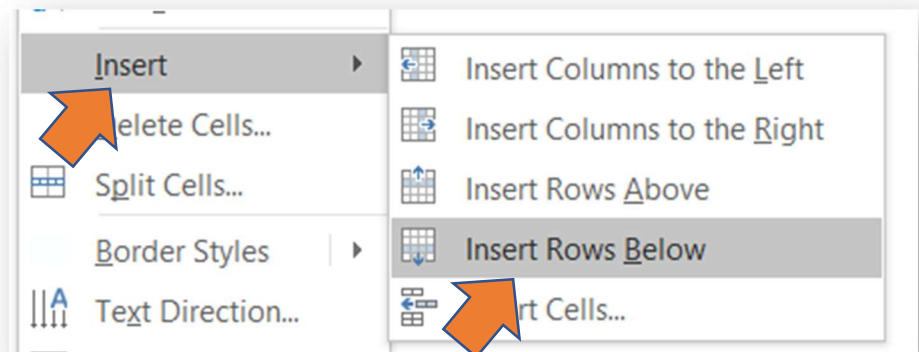 Insert
elete Cells...
Split Cells...
Border Styles
Text Direction...
Insert Columns to the Left
Insert Columns to the Right
Insert Rows Above
Insert Rows Below
rt Cells...